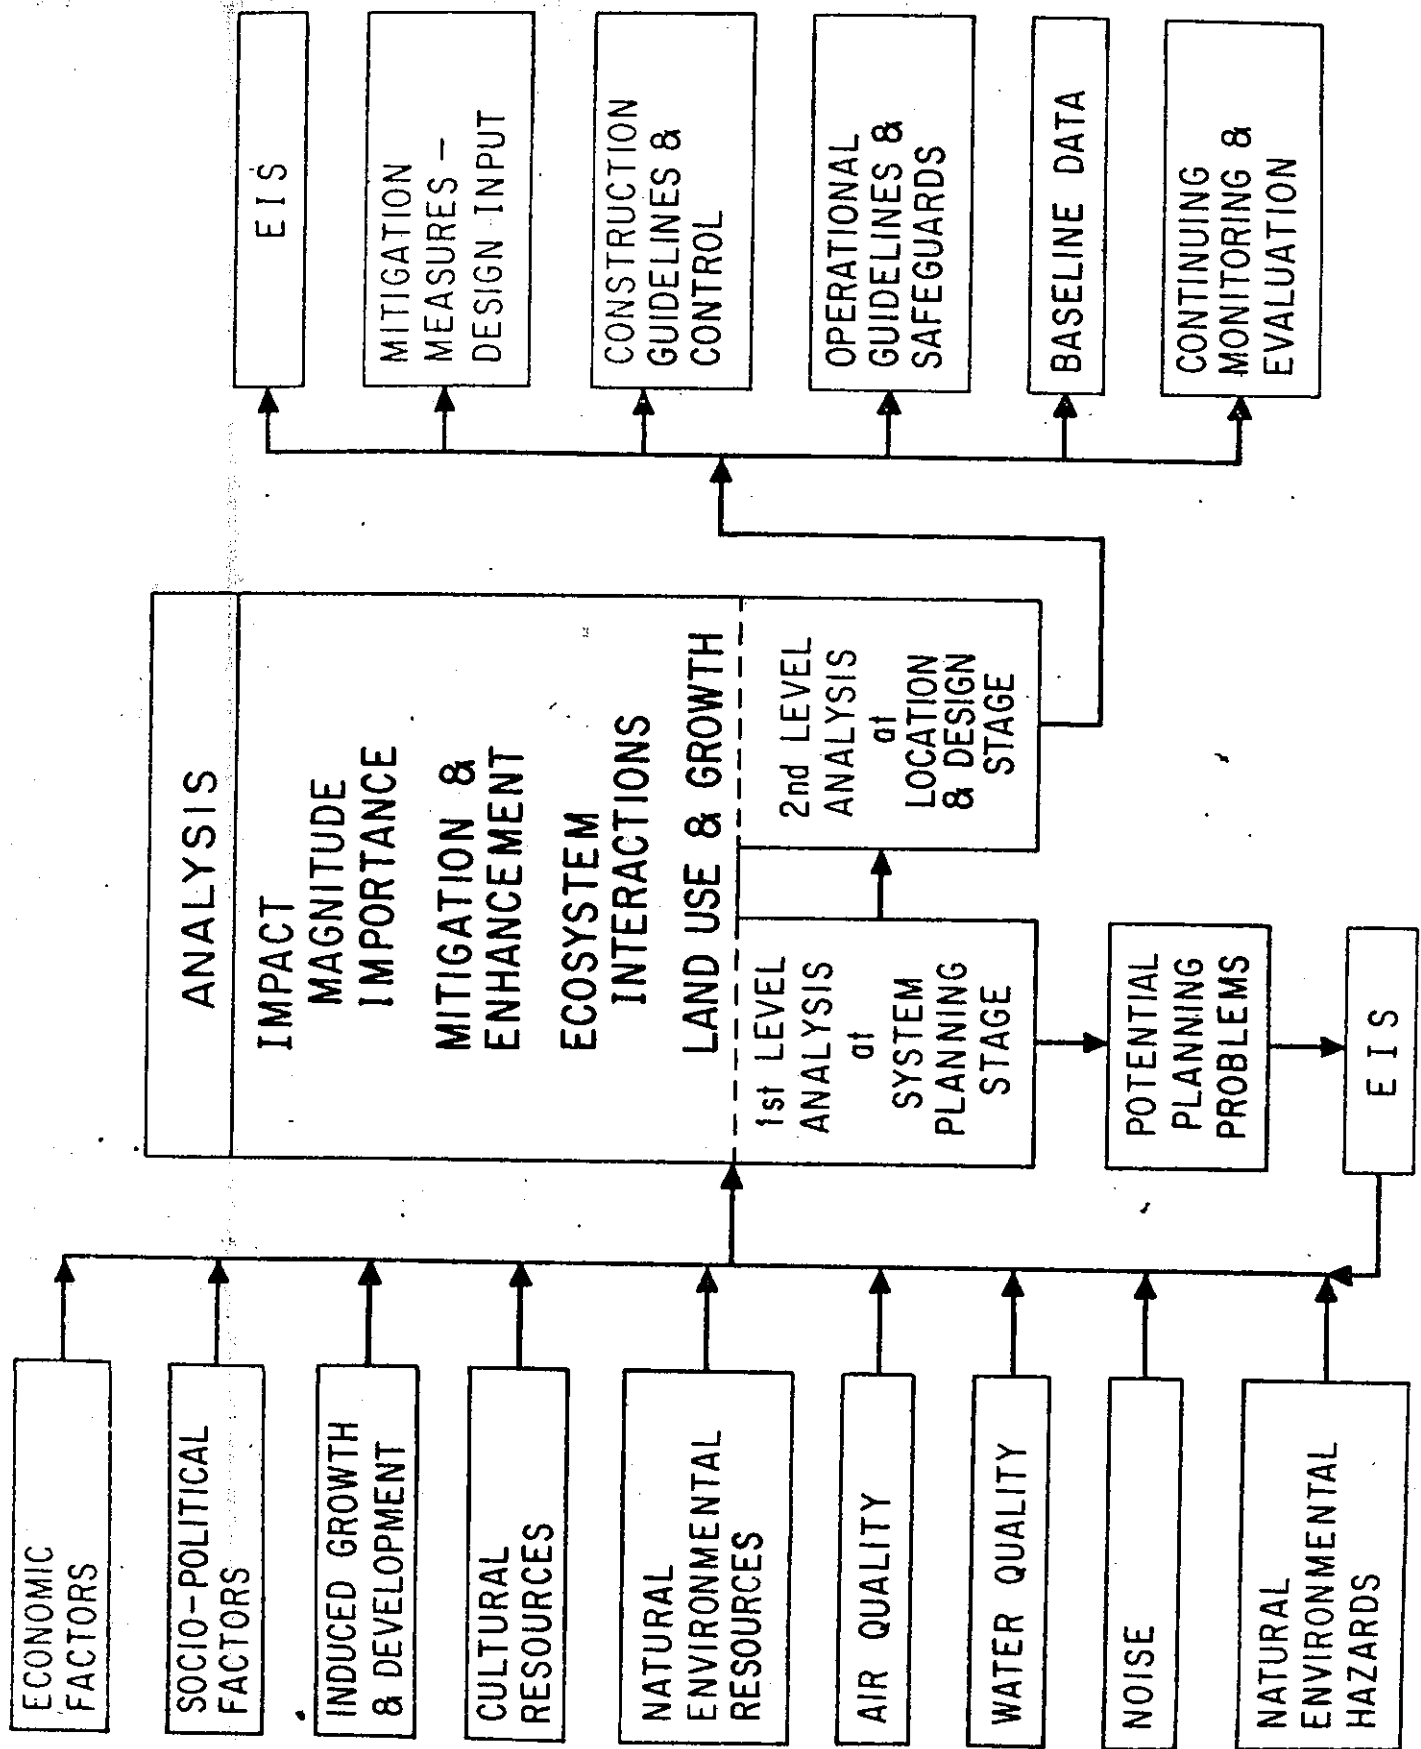 ECONOMIC
FACTORS
SOCIO-POLITICAL
FACTORS
INDUCED GROWTH
& DEVELOPMENT
CULTURAL
RESOURCES
NATURAL
ENVIRONMENTAL
RESOURCES
AIR QUALITY
WATER QUALITY
NOISE
NATURAL
ENVIRONMENTAL
HAZARDS
ANALYSIS
IMPACT
MAGNITUDE
IMPORTANCE
MITIGATION &
ENHANCEMENT
ECOSYSTEM
INTERACTIONS
LAND USE & GROWTH
1st LEVEL
ANALYSIS
at
SYSTEM
PLANNING
STAGE
2nd LEVEL
ANALYSIS
at
LOCATION
& DESIGN
STAGE
POTENTIAL
PLANNING
PROBLEMS
EIS
EIS
MITIGATION
MEASURES –
DESIGN INPUT
CONSTRUCTION
GUIDELINES &
CONTROL
OPERATIONAL
GUIDELINES &
SAFEGUARDS
BASELINE DATA
CONTINUING
MONITORING &
EVALUATION